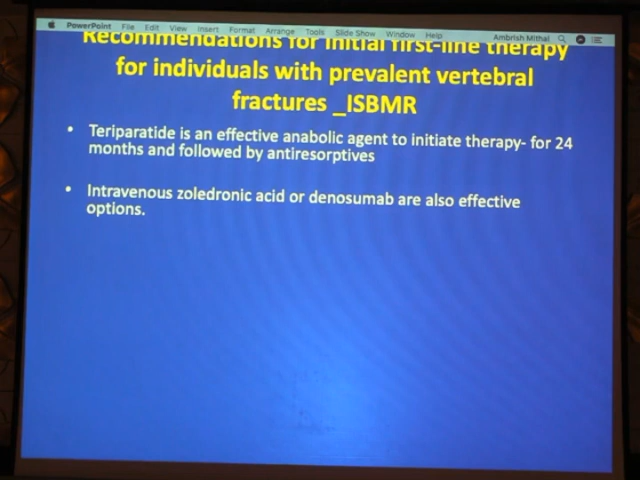 PowerPoint File Edit View Insert Format Arrange Tools Slide Show Window Help Ambrish Mithal
Recommendations for initial first-line therapy
for individuals with prevalent vertebral
fractures _ISBMR
• Teriparatide is an effective anabolic agent to initiate therapy- for 24
months and followed by antiresorptives
• Intravenous zoledronic acid or denosumab are also effective
options.